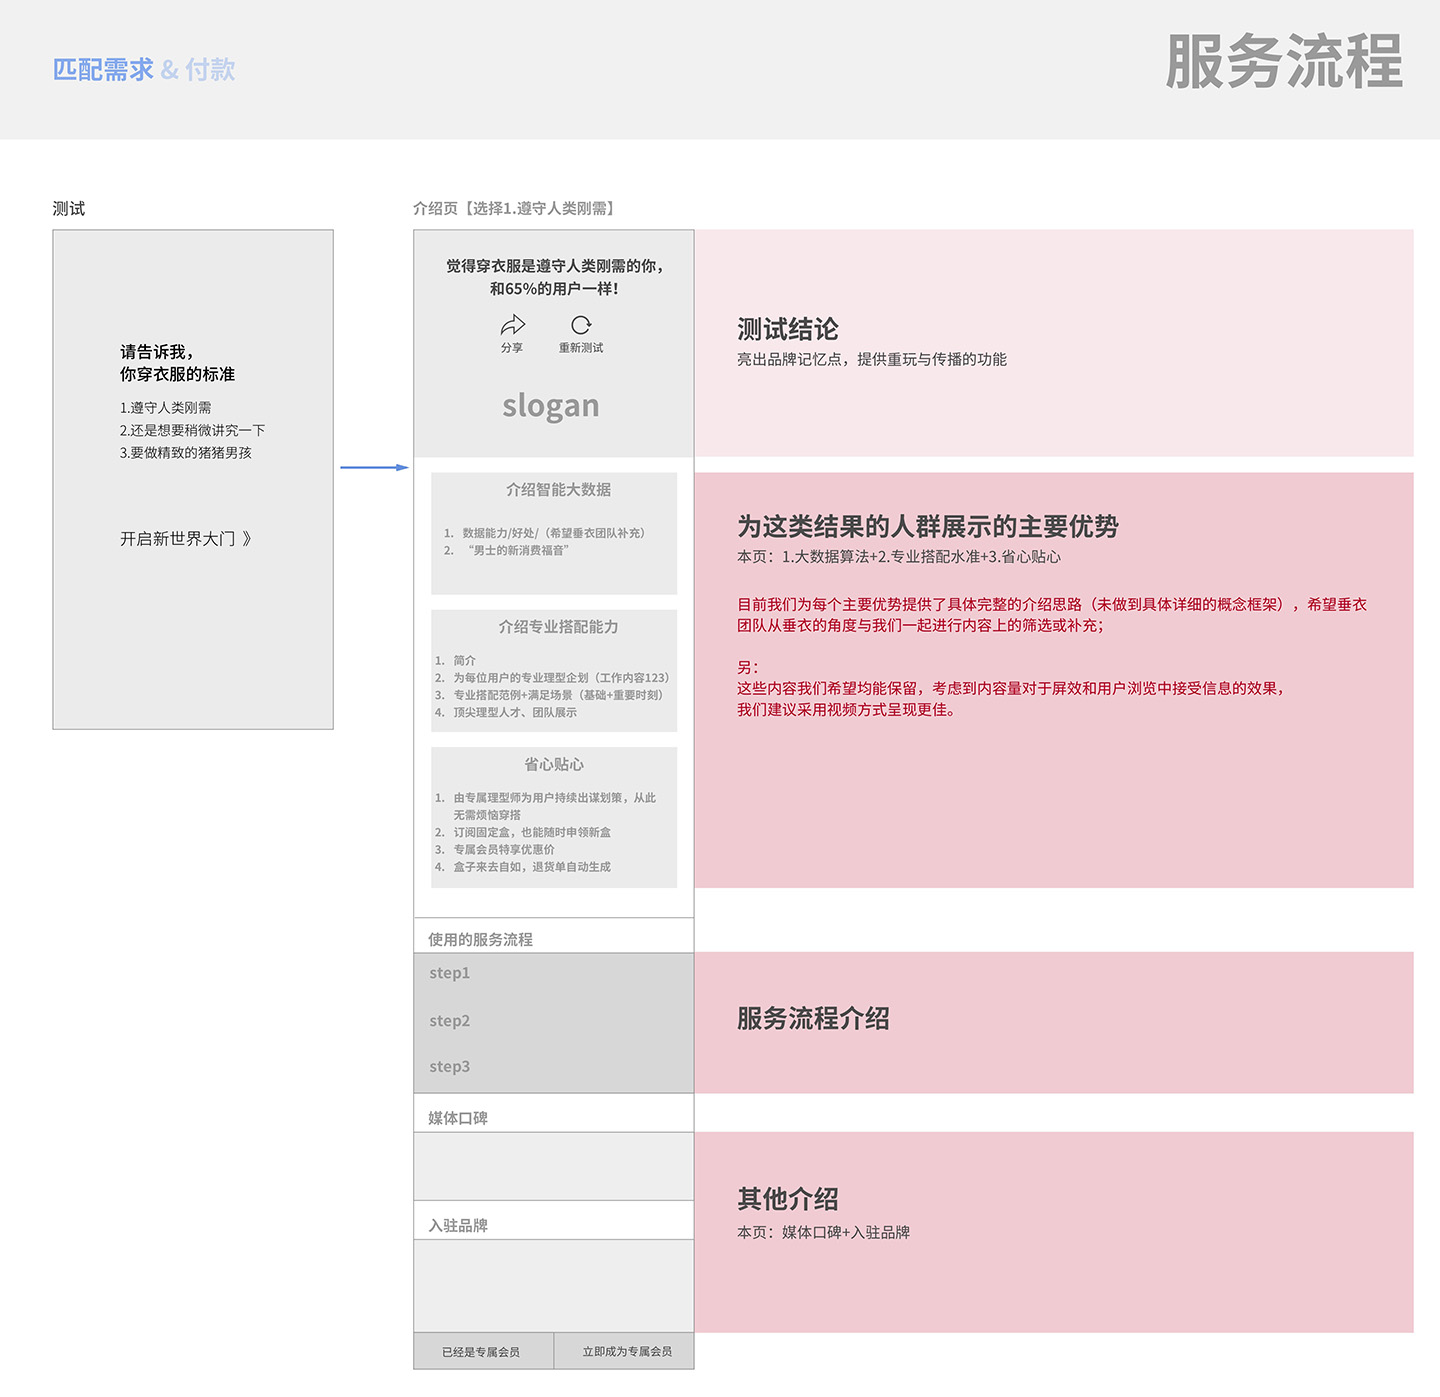 匹配需求 & 付款
服务流程
测试
请告诉我，
你穿衣服的标准
1.遵守人类刚需
2.还是想要稍微讲究一下
3.要做精致的猪猪男孩
开启新世界大门 》
介绍页【选择1.遵守人类刚需】
觉得穿衣服是遵守人类刚需的你，
和65%的用户一样！
分享
重新测试
slogan
介绍智能大数据
1. 数据能力/好处/（希望垂衣团队补充）
2. “男士的新消费福音”
介绍专业搭配能力
1. 简介
2. 为每位用户的专业理型企划（工作内容123）
3. 专业搭配范例+满足场景（基础+重要时刻）
4. 顶尖理型人才、团队展示
省心贴心
1. 由专属理型师为用户持续出谋划策，从此
无需烦恼穿搭
2. 订阅固定盒，也能随时申领新盒
3. 专属会员特享优惠价
4. 盒子来去自如，退货单自动生成
使用的服务流程
step1
step2
step3
媒体口碑
入驻品牌
已经是专属会员
立即成为专属会员
测试结论
亮出品牌记忆点，提供重玩与传播的功能
为这类结果的人群展示的主要优势
本页：1.大数据算法+2.专业搭配水准+3.省心贴心
目前我们为每个主要优势提供了具体完整的介绍思路（未做到具体详细的概念框架），希望垂衣
团队从垂衣的角度与我们一起进行内容上的筛选或补充；
另：
这些内容我们希望均能保留，考虑到内容量对于屏效和用户浏览中接受信息的效果，
我们建议采用视频方式呈现更佳。
服务流程介绍
其他介绍
本页：媒体口碑+入驻品牌